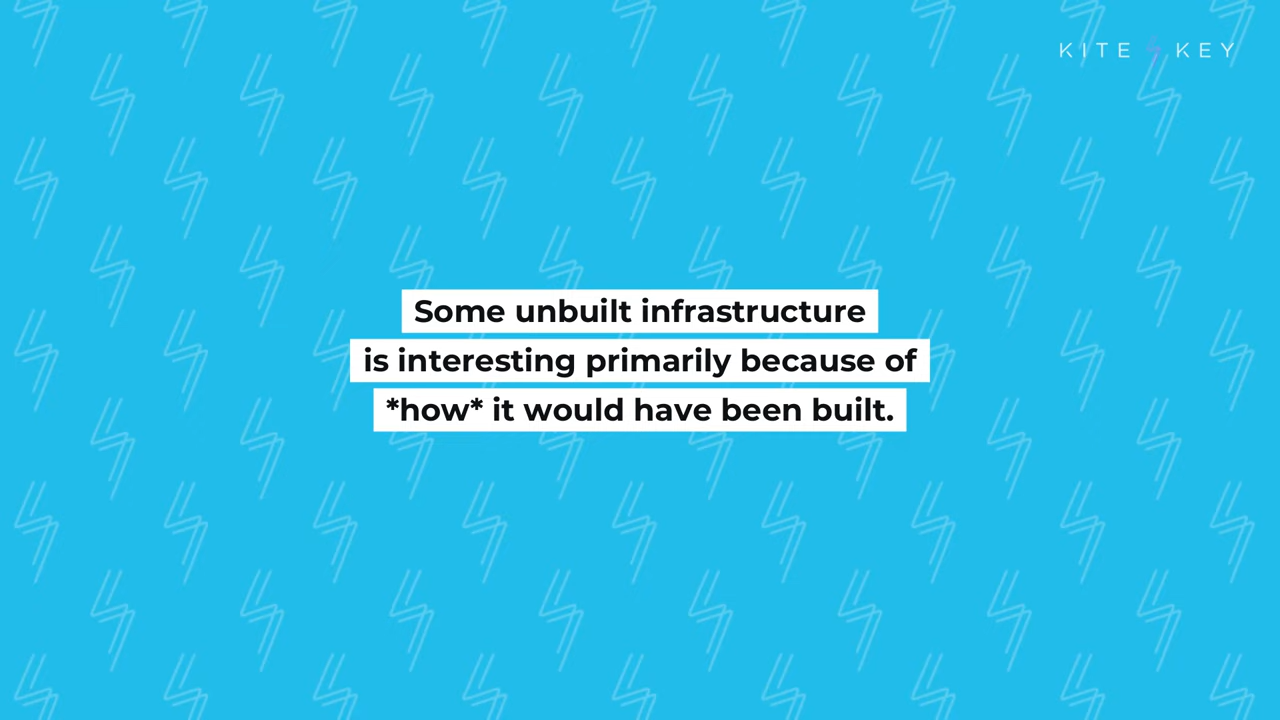 KITE KEY
Some unbuilt infrastructure
is interesting primarily because of
*how* it would have been built.